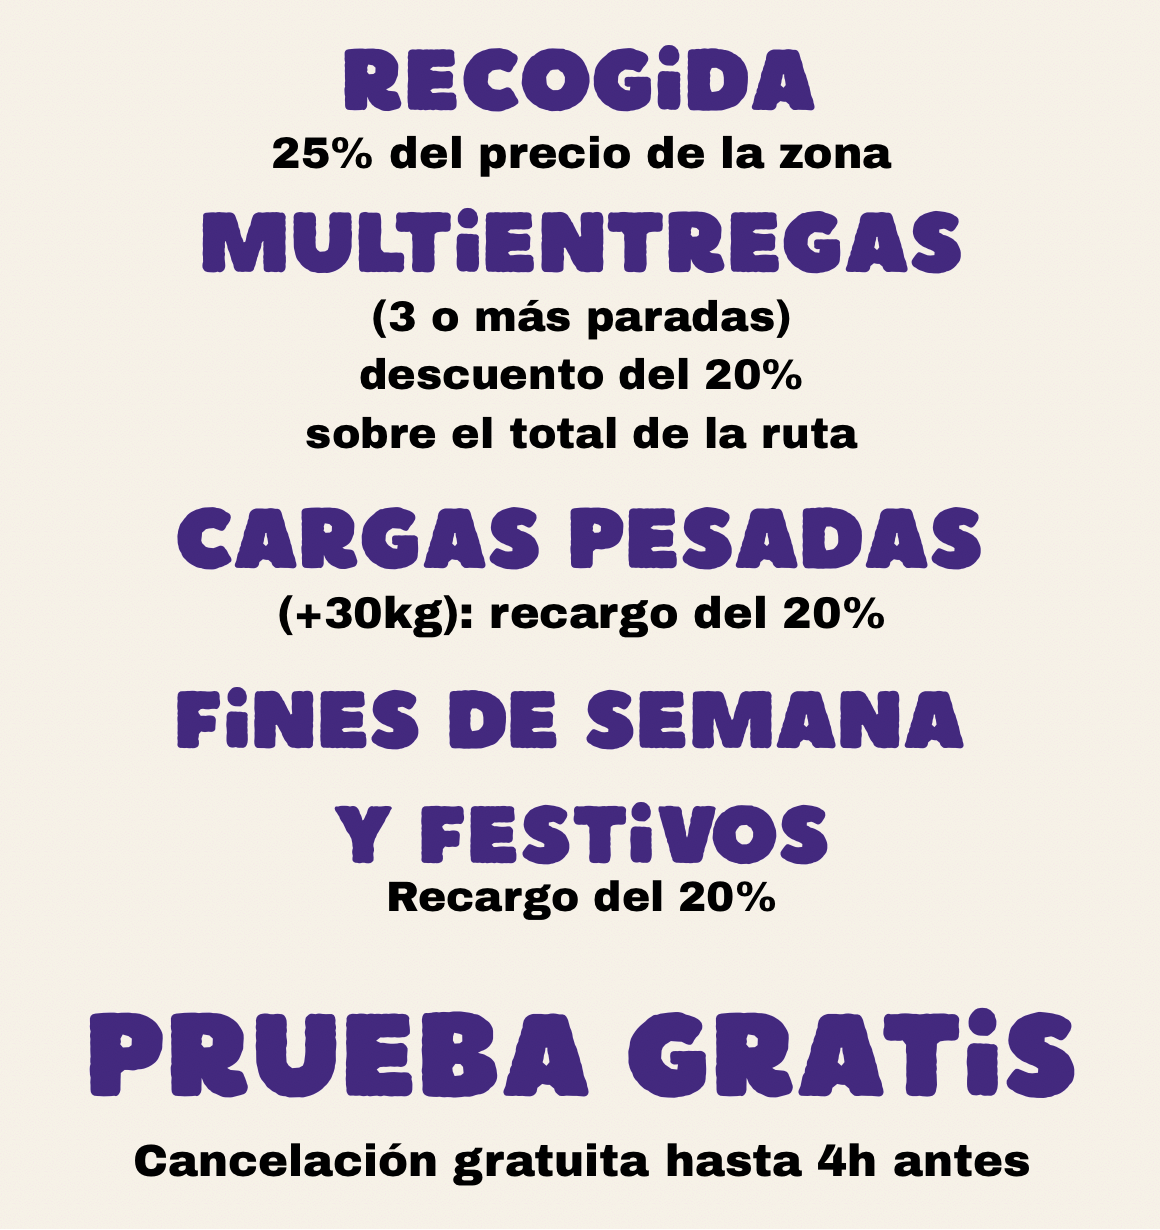 RECOGiDA
25% del precio de la zona
MULTiENTREGAS
(3 o más paradas)
descuento del 20%
sobre el total de la ruta
CARGAS PESADAS
(+30kg): recargo del 20%
FiNES DE SEMANA
Y FESTiVOS
Recargo del 20%
PRUEBA GRATiS
Cancelación gratuita hasta 4h antes